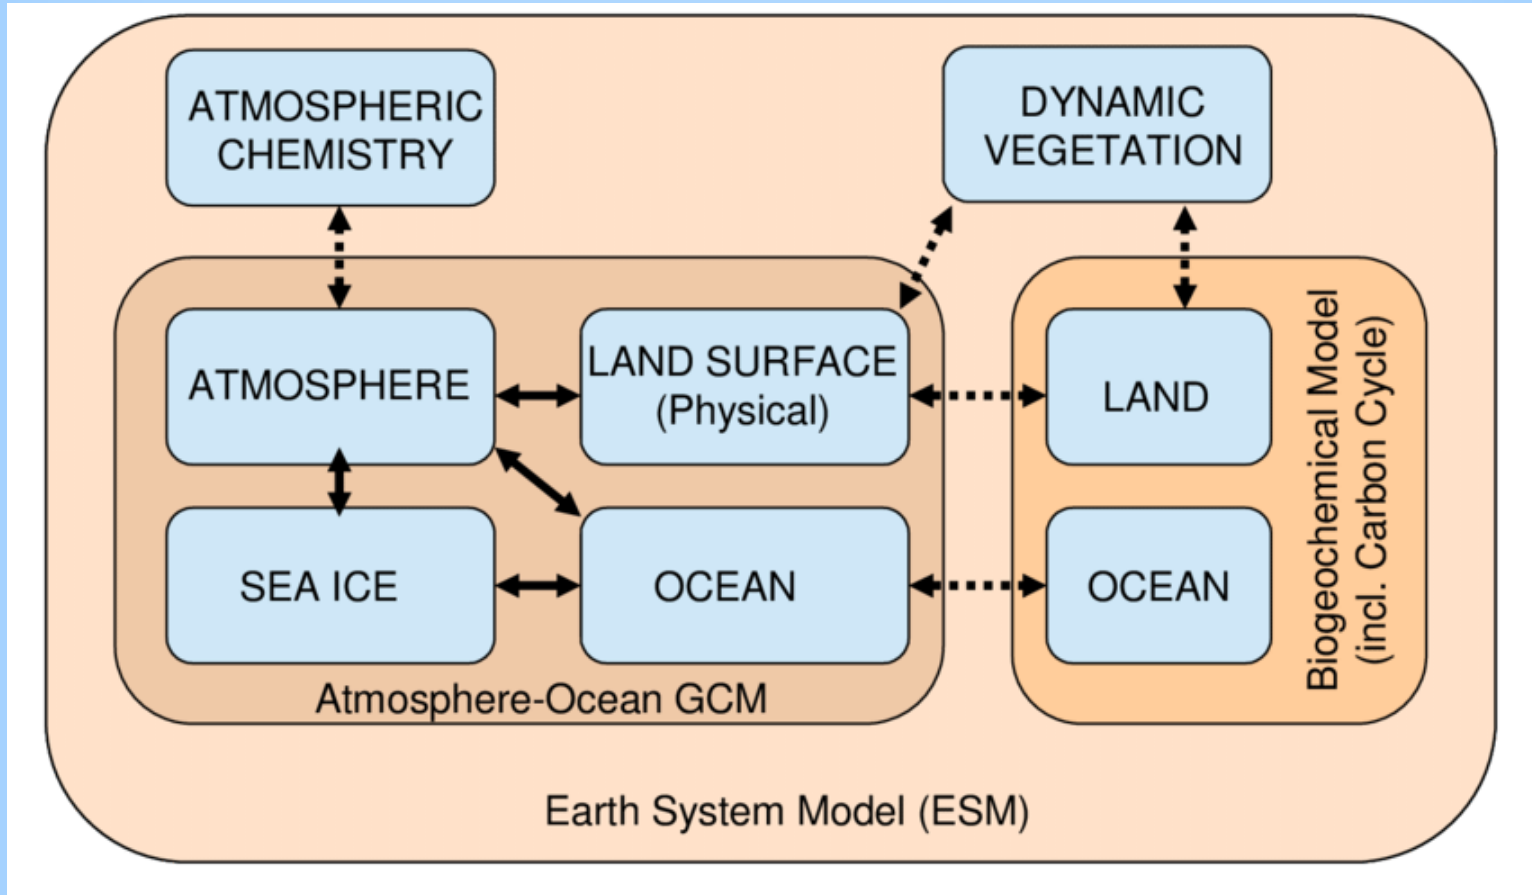 ATMOSPHERIC
CHEMISTRY
DYNAMIC
VEGETATION
ATMOSPHERE
LAND SURFACE
(Physical)
LAND
SEA ICE
OCEAN
OCEAN
Biogeochemical Model
(incl. Carbon Cycle)
Atmosphere-Ocean GCM
Earth System Model (ESM)